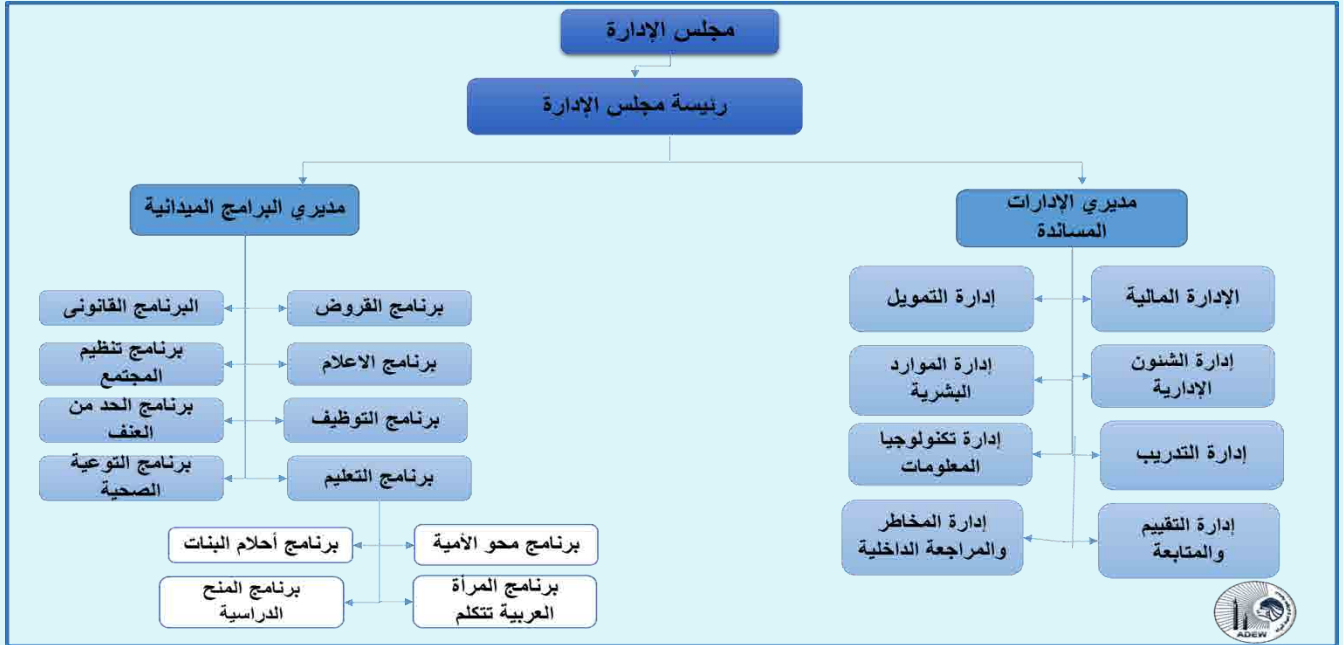 مجلس الإدارة
رئيسة مجلس الإدارة
مديري الإدارات
المساندة
الإدارة المالية
إدارة التمويل
إدارة الشئون
الإدارية
إدارة الموارد
البشرية
إدارة التدريب
إدارة تكنولوجيا
المعلومات
إدارة التقييم
والمتابعة
إدارة المخاطر
والمراجعة الداخلية
مديري البرامج الميدانية
برنامج القروض
البرنامج القانونى
برنامج الاعلام
برنامج تنظيم
المجتمع
برنامج التوظيف
برنامج الحد من
العنف
برنامج التعليم
برنامج التوعية
الصحية
برنامج محو الأمية
برنامج أحلام البنات
برنامج المرأة
العربية تتكلم
برنامج المنح
الدراسية
ADEW